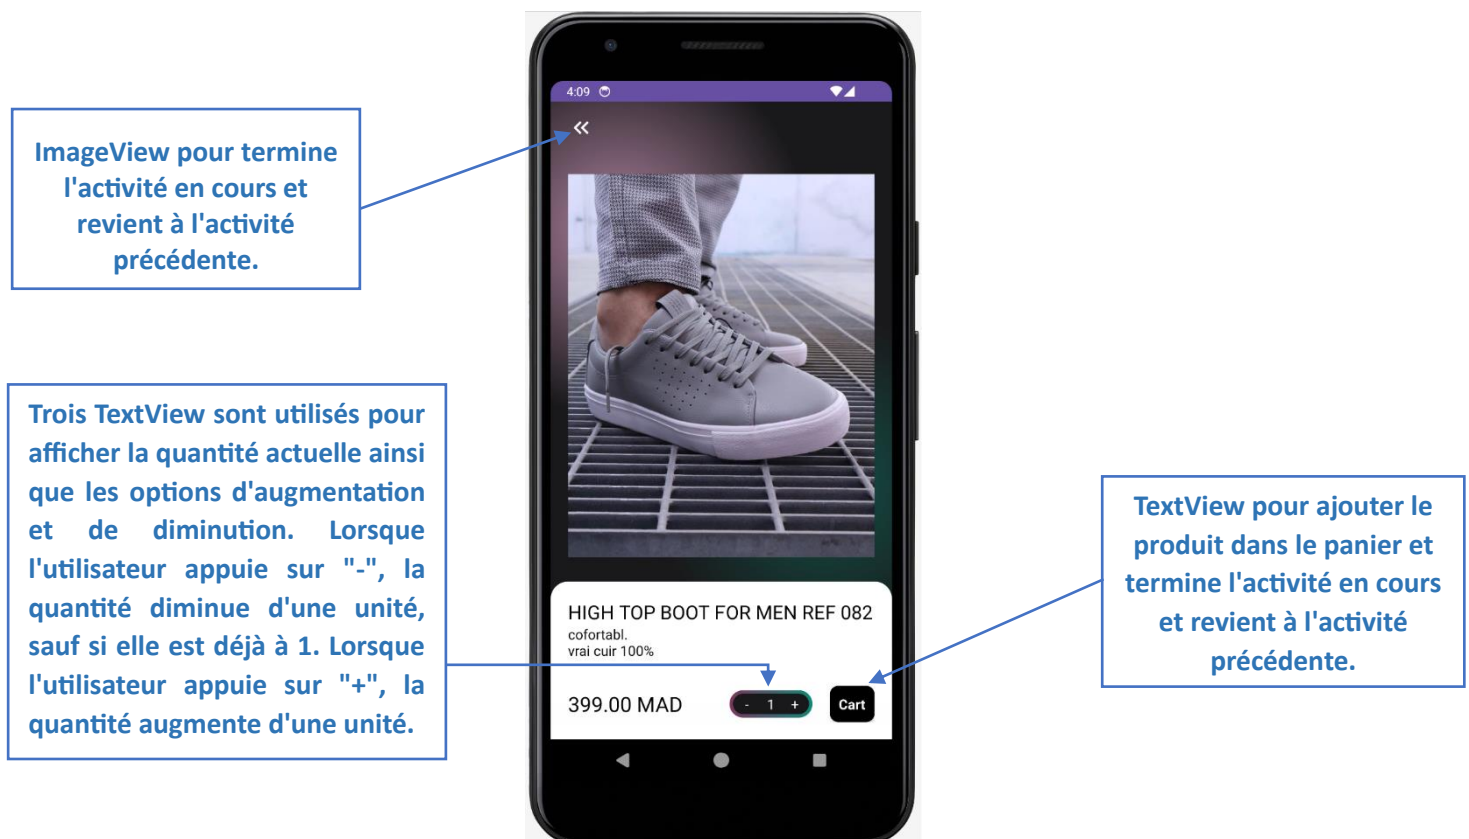 ImageView pour termine
l'activité en cours et
revient à l'activité
précédente.
Trois TextView sont utilisés pour
afficher la quantité actuelle ainsi
que les options d'augmentation
et de diminution. Lorsque
l'utilisateur appuie sur "-", la
quantité diminue d'une unité,
sauf si elle est déjà à 1. Lorsque
l'utilisateur appuie sur "+", la
quantité augmente d'une unité.
4:09
HIGH TOP BOOT FOR MEN REF 082
cofortabl.
vrai cuir 100%
399.00 MAD
- 1 +
Cart
TextView pour ajouter le
produit dans le panier et
termine l'activité en cours
et revient à l'activité
précédente.